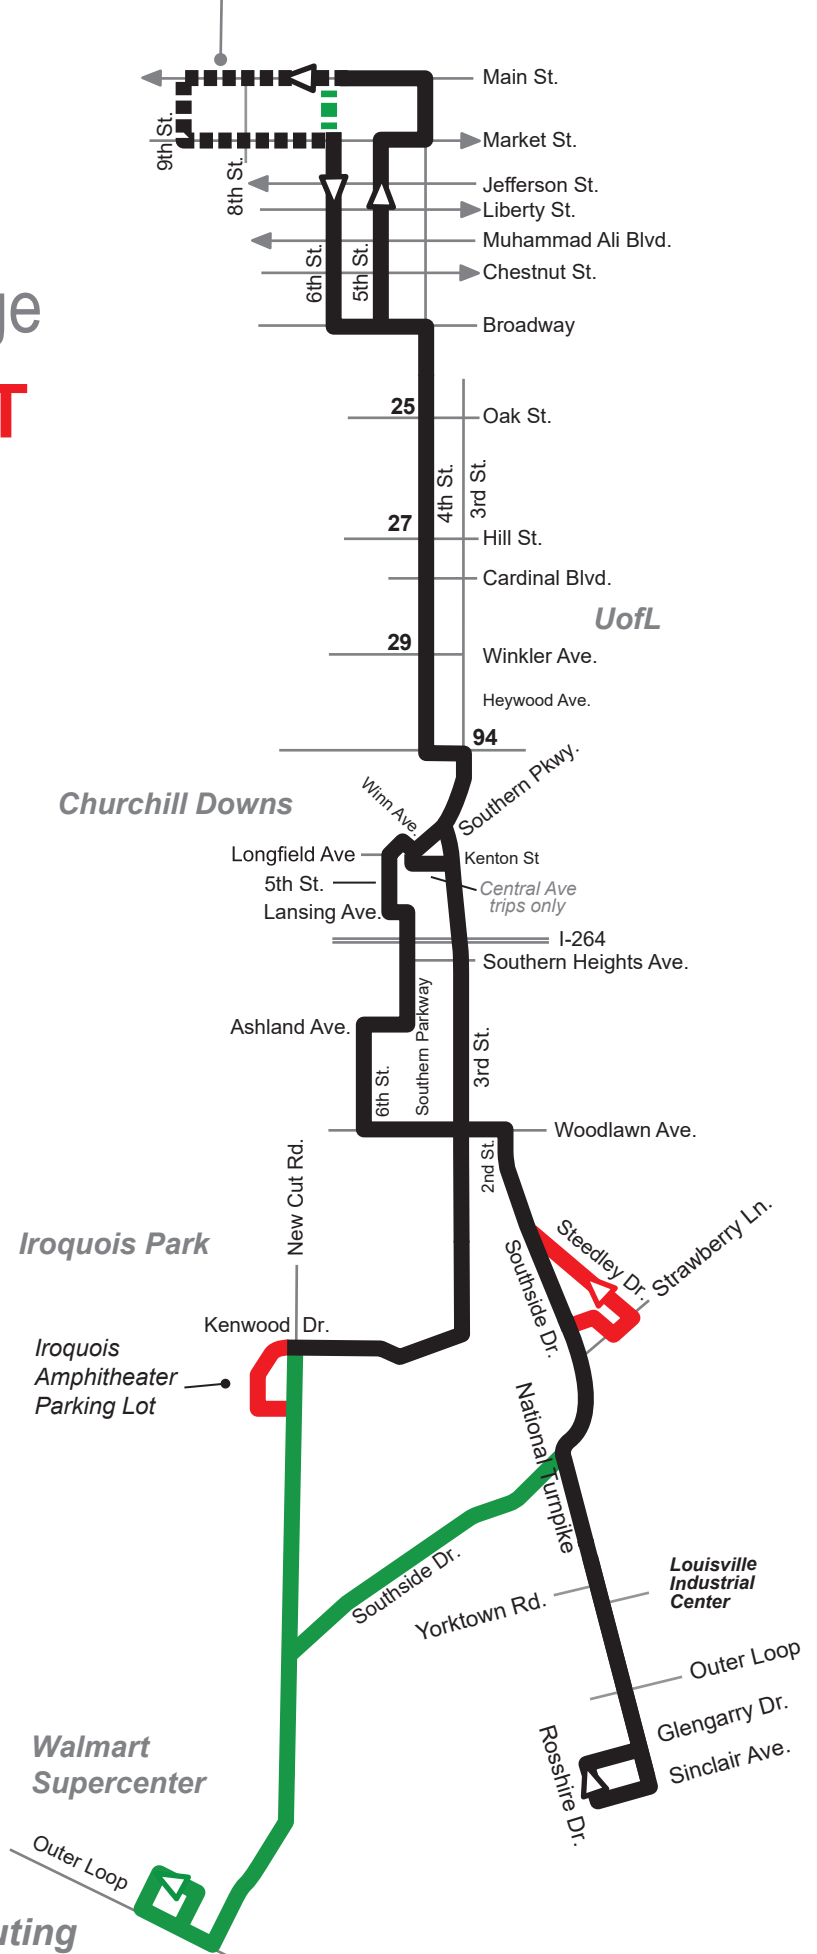 Main St.
9th St.
Market St.
8th St.
Jefferson St.
Liberty St.
Muhammad Ali Blvd.
6th St.
5th St.
Chestnut St.
ge
Broadway
T
25
Oak St.
4th St.
3rd St.
27
Hill St.
Cardinal Blvd.
UofL
29
Winkler Ave.
Heywood Ave.
94
Southern Pkwy.
Churchill Downs
Winn Ave.
Longfield Ave
Kenton St
5th St.
Central Ave
trips only
Lansing Ave.
I-264
Southern Heights Ave.
Southern Parkway
Ashland Ave.
3rd St.
6th St.
Woodlawn Ave.
2nd St.
New Cut Rd.
Iroquois Park
Steedley Dr.
Strawberry Ln.
Southside Dr.
Kenwood Dr.
Iroquois
Amphitheater
Parking Lot
National Turnpike
Southside Dr.
Louisville
Industrial
Center
Yorktown Rd.
Outer Loop
Glengarry Dr.
Walmart
Supercenter
Rosshire Dr.
Sinclair Ave.
Outer Loop
uting